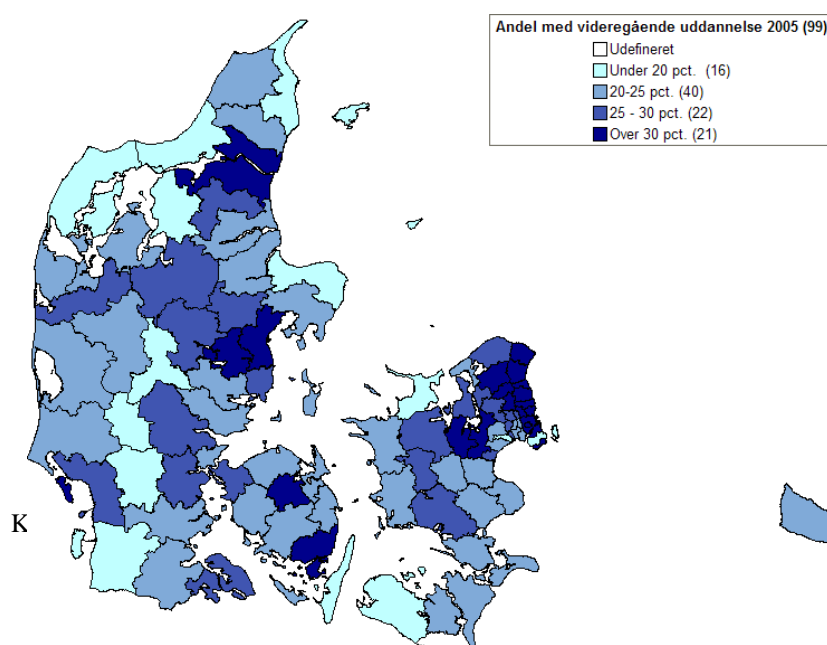 Andel med videregående uddannelse 2005 (99)
Udefineret
Under 20 pct. (16)
20-25 pct. (40)
25 - 30 pct. (22)
Over 30 pct. (21)
K